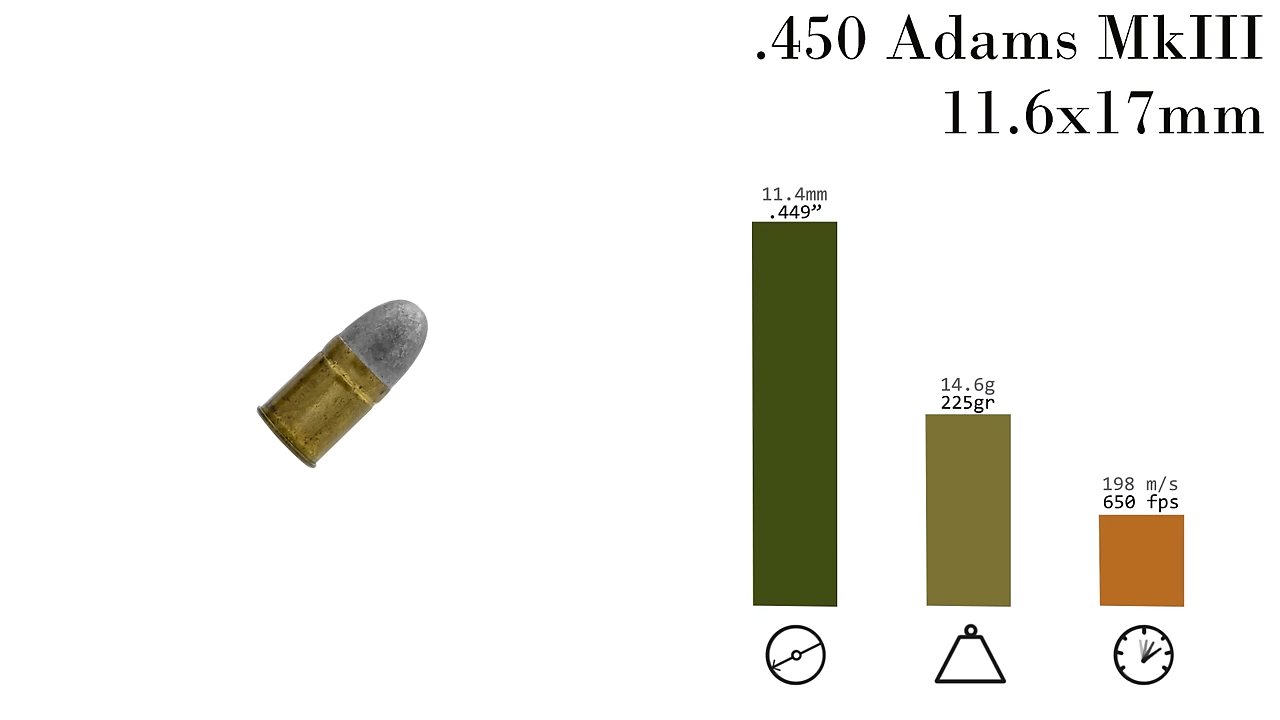 .450 Adams MkIII
11.6x17mm
11.4mm
.449”
14.6g
225gr
198 m/s
650 fps